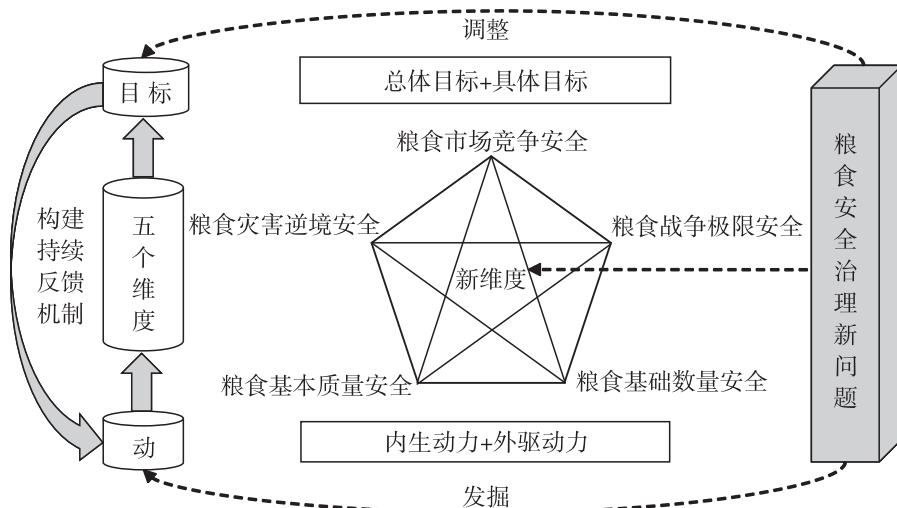 调整
目标
总体目标+具体目标
粮食市场竞争安全
粮食灾害逆境安全
粮食战争极限安全
新维度
粮食基本质量安全
粮食基础数量安全
构建
持续
反馈
机制
五个维度
动
内生动力+外驱动力
发掘
粮食安全治理新问题